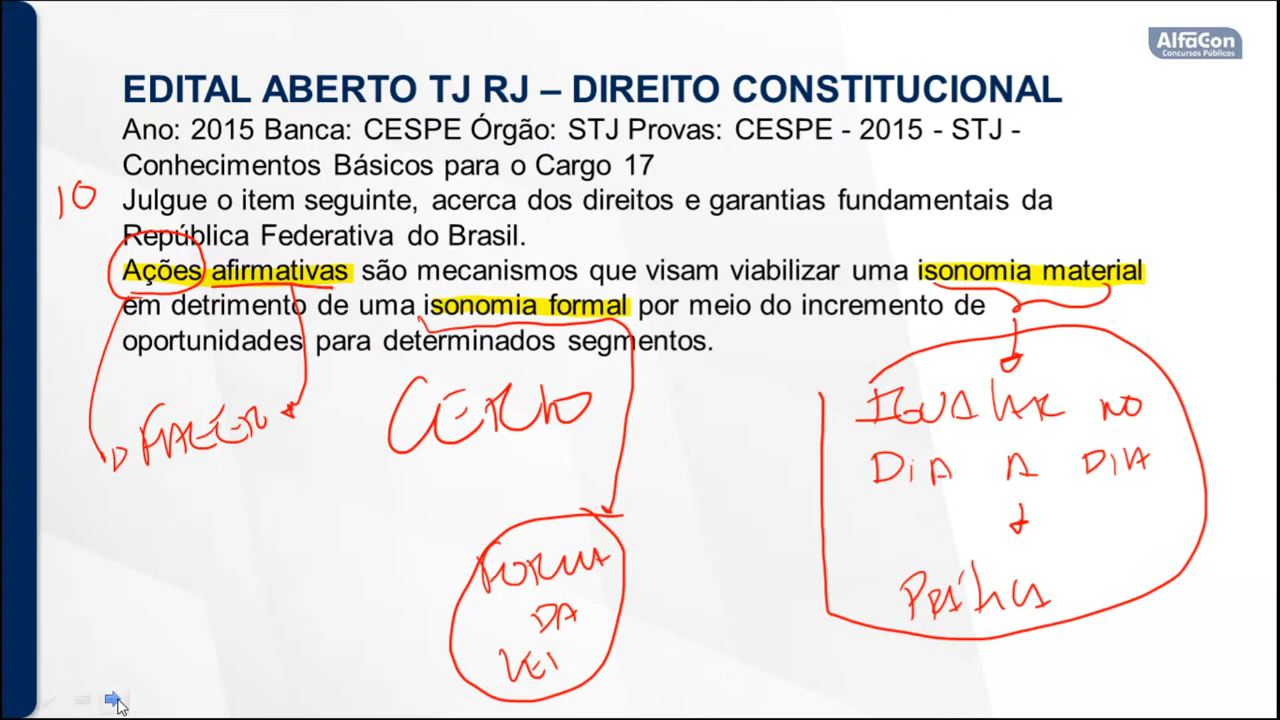 AlfaCon
Concursos Públicos
EDITAL ABERTO TJ RJ – DIREITO CONSTITUCIONAL
Ano: 2015 Banca: CESPE Órgão: STJ Provas: CESPE - 2015 - STJ -
Conhecimentos Básicos para o Cargo 17
10
Julgue o item seguinte, acerca dos direitos e garantias fundamentais da
República Federativa do Brasil.
Ações afirmativas são mecanismos que visam viabilizar uma isonomia material
em detrimento de uma isonomia formal por meio do incremento de
oportunidades para determinados segmentos.
FAZER
CERTO
IGUALAR NO
DIA A DIA
PRÁTICA
FORMA
DA
LEI